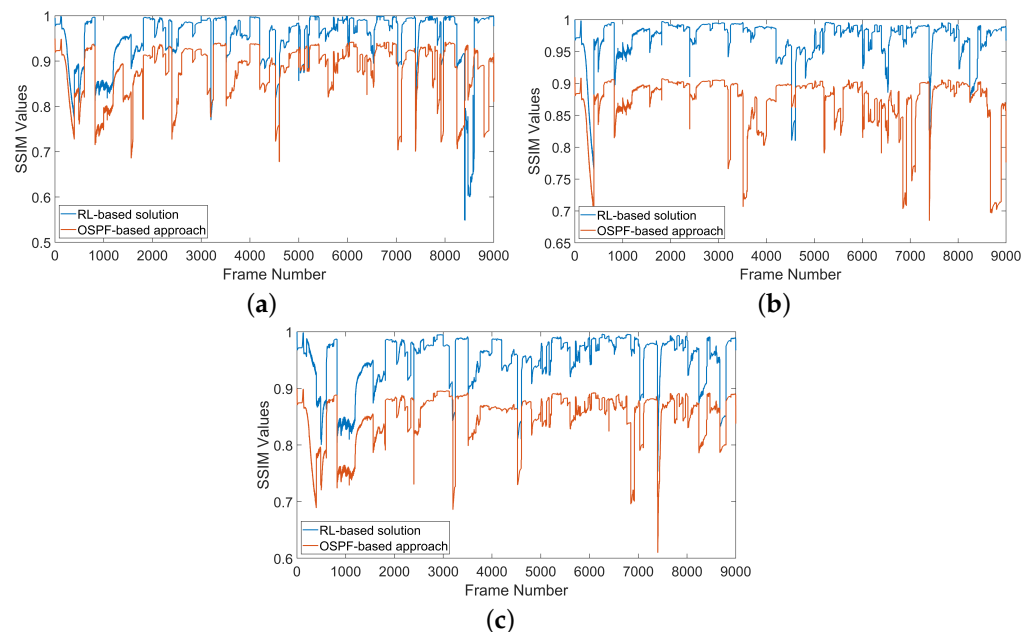 1
0.9
0.8
0.7
0.6
0.5
SSIM Values
RL-based solution
OSPF-based approach
0 1000 2000 3000 4000 5000 6000 7000 8000 9000
Frame Number
(a)
1
0.95
0.9
0.85
0.8
0.75
0.7
0.65
SSIM Values
RL-based solution
OSPF-based approach
0 1000 2000 3000 4000 5000 6000 7000 8000 9000
Frame Number
(b)
1
0.9
0.8
0.7
0.6
SSIM Values
RL-based solution
OSPF-based approach
0 1000 2000 3000 4000 5000 6000 7000 8000 9000
Frame Number
(c)